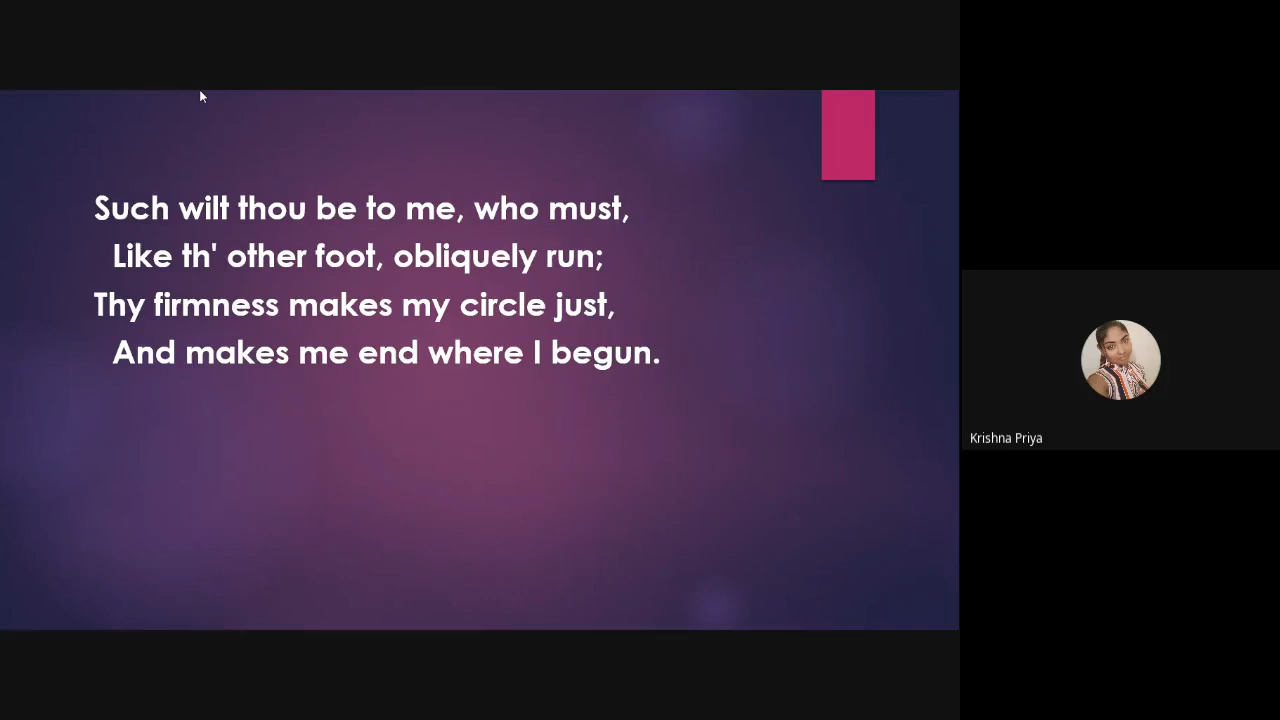 Such wilt thou be to me, who must,
Like th' other foot, obliquely run;
Thy firmness makes my circle just,
And makes me end where I begun.
Krishna Priya